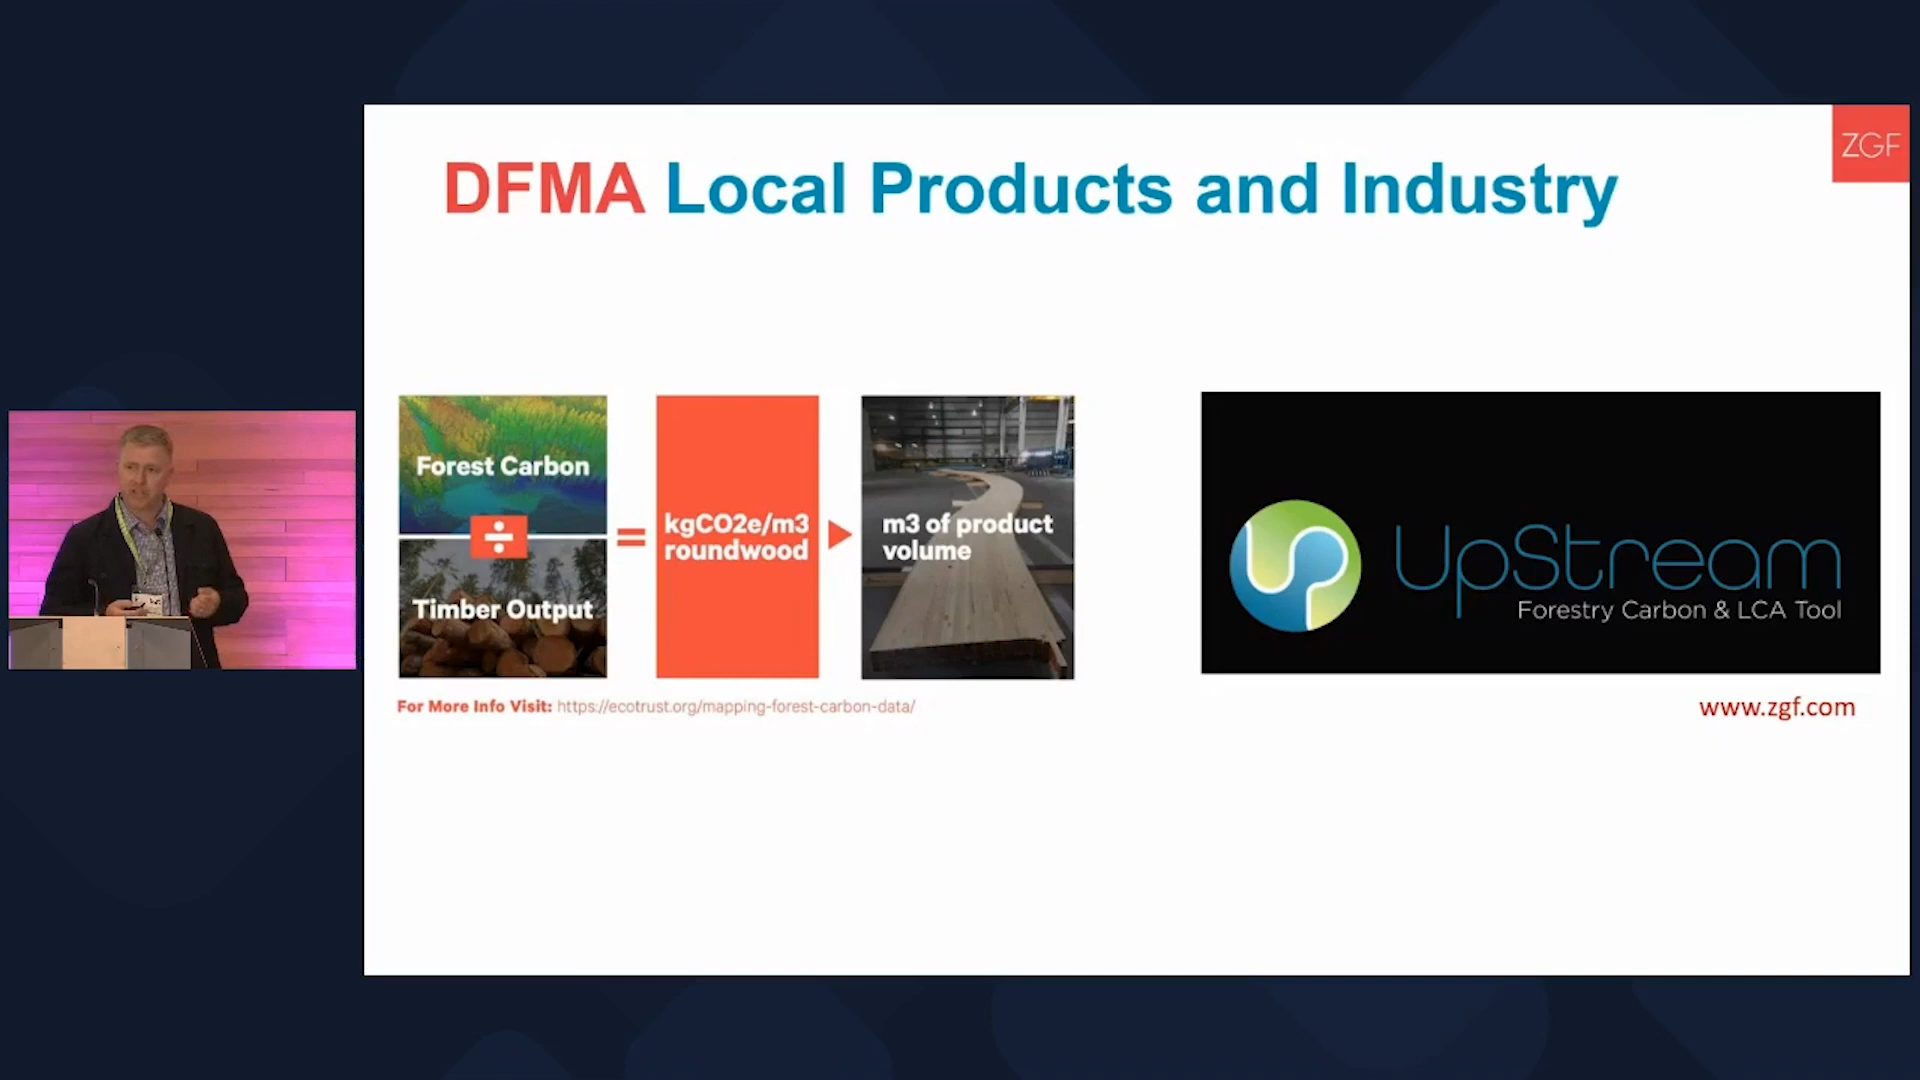 ZGF
DFMA Local Products and Industry
Forest Carbon
÷
Timber Output
=
kgCO2e/m3
roundwood
m3 of product
volume
UpStream
Forestry Carbon & LCA Tool
For More Info Visit: https://ecotrust.org/mapping-forest-carbon-data/
www.zgf.com